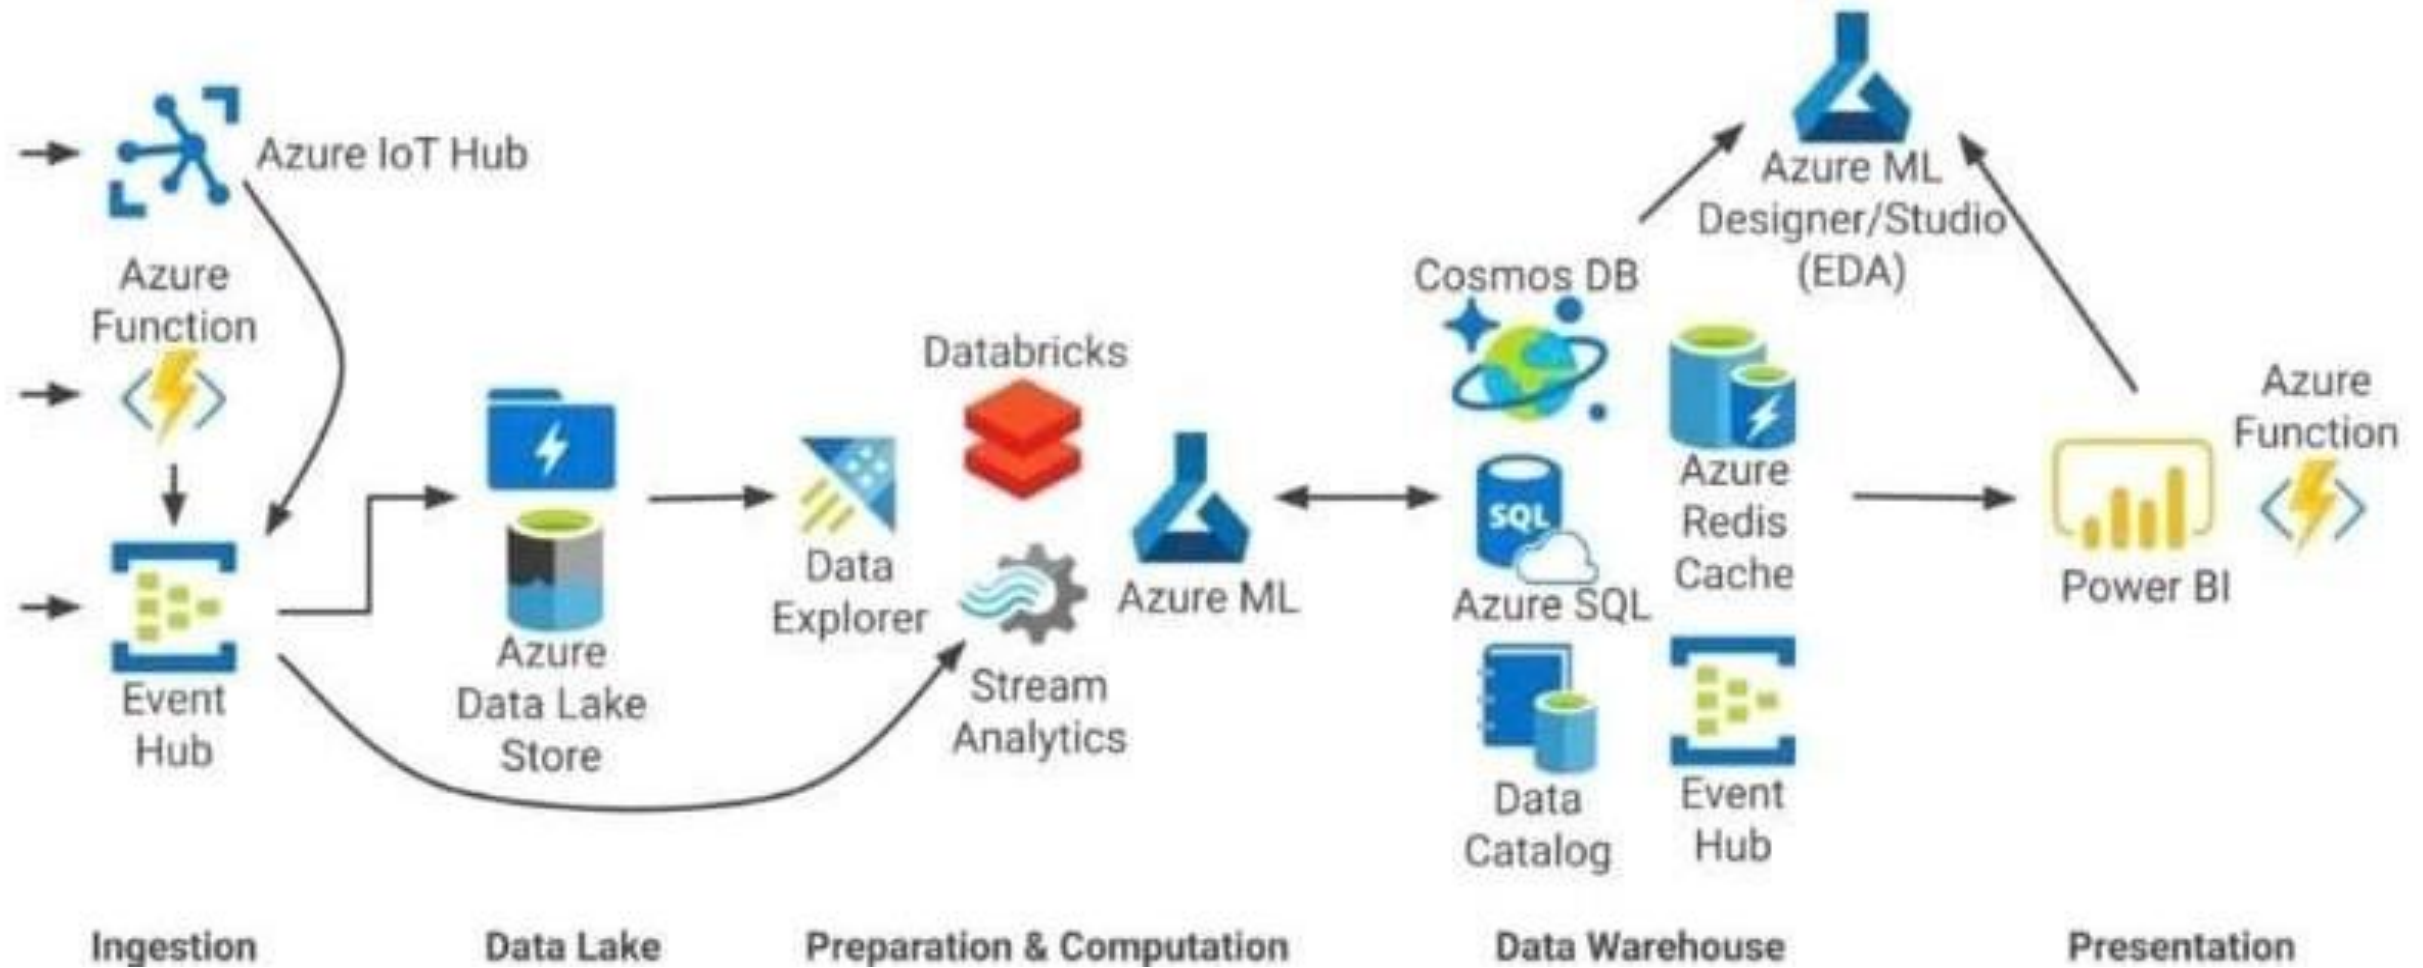 Azure IoT Hub
Azure
Function
Event
Hub
Azure
Data Lake
Store
Databricks
Data
Explorer
Stream
Analytics
Azure ML
Cosmos DB
SQL
Azure SQL
Azure
Redis
Cache
Data
Catalog
Event
Hub
Azure ML
Designer/Studio
(EDA)
Power BI
Azure
Function
Ingestion
Data Lake
Preparation & Computation
Data Warehouse
Presentation